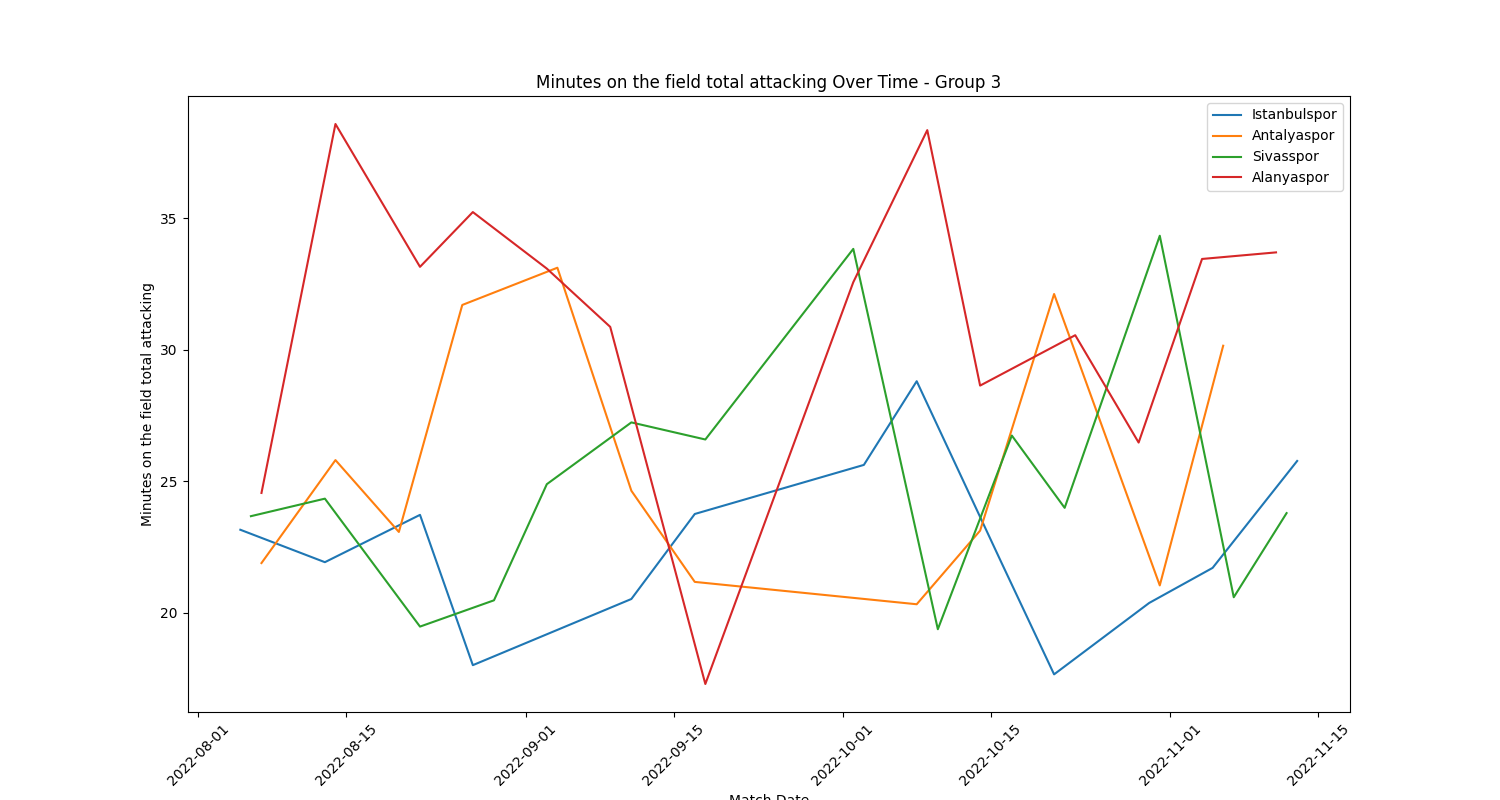 Minutes on the field total attacking Over Time - Group 3
Istanbulspor
Antalyaspor
Sivasspor
Alanyaspor
Minutes on the field total attacking
35
30
25
20
2022-08-01
2022-08-15
2022-09-01
2022-09-15
2022-10-01
2022-10-15
2022-11-01
2022-11-15
Match Date